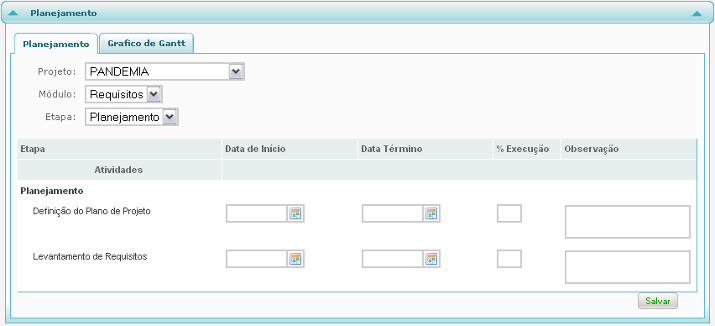 Planejamento
Planejamento Grafico de Gantt
Projeto: PANDEMIA
Módulo: Requisitos
Etapa: Planejamento
Etapa Data de Início Data Término % Execução Observação
Atividades
Planejamento
Definição do Plano de Projeto
Levantamento de Requisitos
Salvar